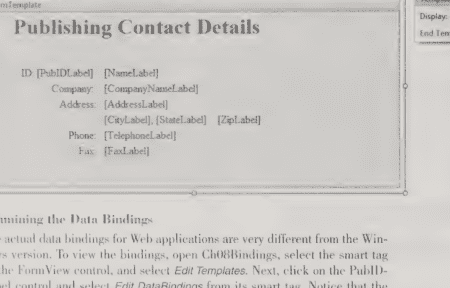 Template
Display:
End Tem
Publishing Contact Details
ID: [PubIDLabel] [NameLabel]
Company: [CompanyNameLabel]
Address: [AddressLabel]
[CityLabel], [StateLabel] [ZipLabel]
Phone: [TelephoneLabel]
Fax: [FaxLabel]
mining the Data Bindings
actual data bindings for Web applications are very different from the Win-
s version. To view the bindings, open Ch08Bindings, select the smart tag
the FormView control, and select Edit Templates. Next, click on the PubID-
el control and select Edit DataBindings from its smart tag. Notice that the